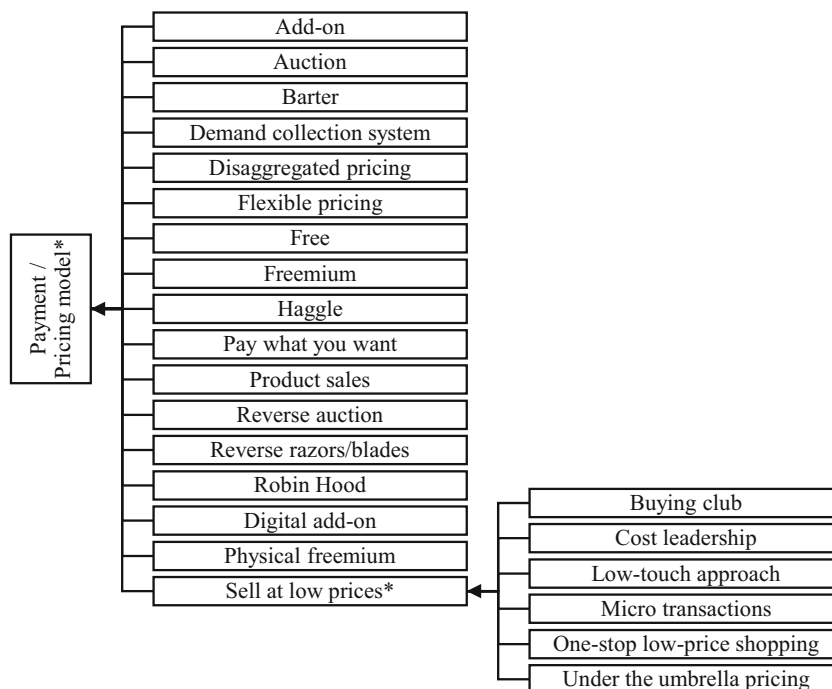 Payment /
Pricing model*
Add-on
Auction
Barter
Demand collection system
Disaggregated pricing
Flexible pricing
Free
Freemium
Haggle
Pay what you want
Product sales
Reverse auction
Reverse razors/blades
Robin Hood
Digital add-on
Physical freemium
Sell at low prices*
Buying club
Cost leadership
Low-touch approach
Micro transactions
One-stop low-price shopping
Under the umbrella pricing